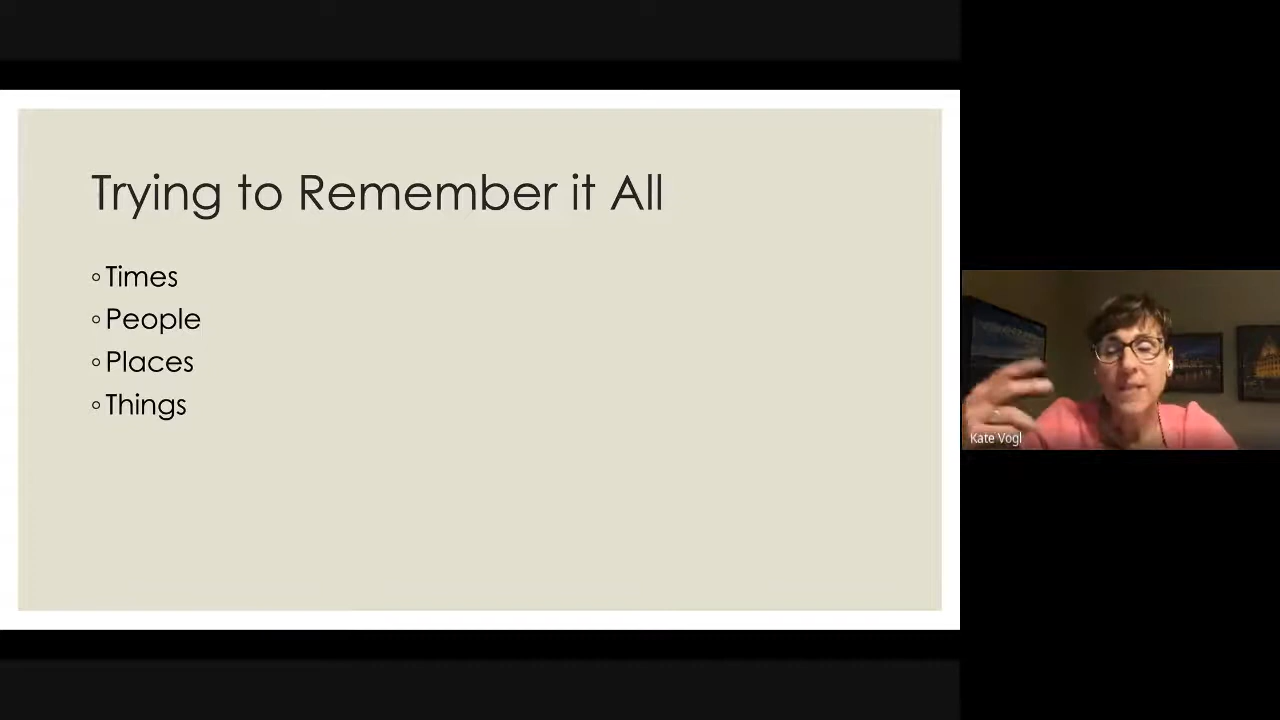 Trying to Remember it All
◦Times
◦People
◦Places
◦Things
Kate Vogl